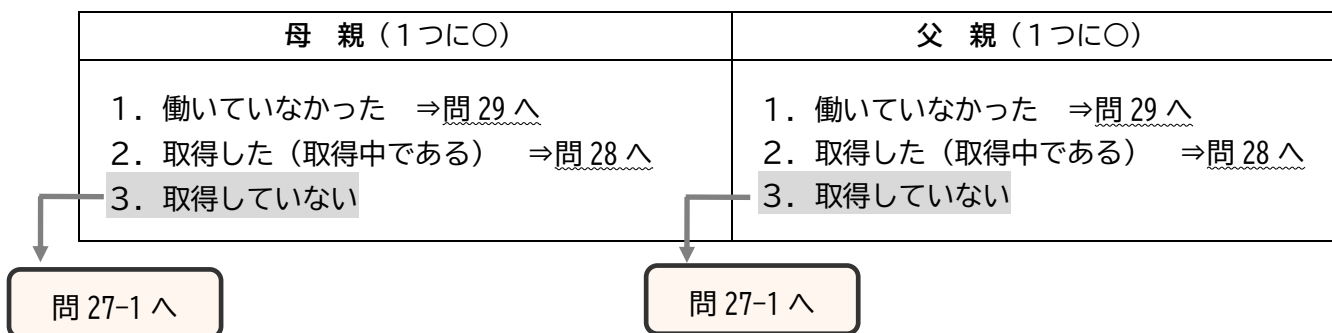 母 親（１つに○）
父 親（１つに○）
１．働いていなかった ⇒問 29 へ
２．取得した（取得中である） ⇒問 28 へ
３．取得していない
１．働いていなかった ⇒問 29 へ
２．取得した（取得中である） ⇒問 28 へ
３．取得していない
問 27-1 へ
問 27-1 へ